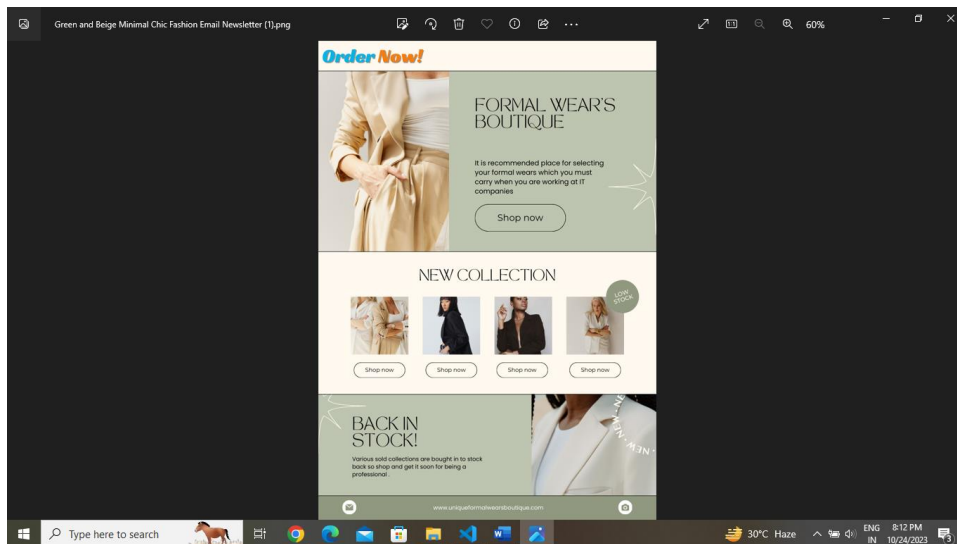 Green and Beige Minimal Chic Fashion Email Newsletter (1).png
60%
Order Now!
FORMAL WEAR'S
BOUTIQUE
It is recommended place for selecting
your formal wears which you must
carry when you are working at IT
companies
Shop now
NEW COLLECTION
LOW
STOCK
Shop now
Shop now
Shop now
Shop now
BACK IN
STOCK!
Various sold collections are bought in to stock
back so shop and get it soon for being a
professional .
NEW · NEW · NEW ·
www.uniqueformalwearsboutique.com
Type here to search
30°C Haze
ENG
IN
8:12 PM
10/24/2023
3